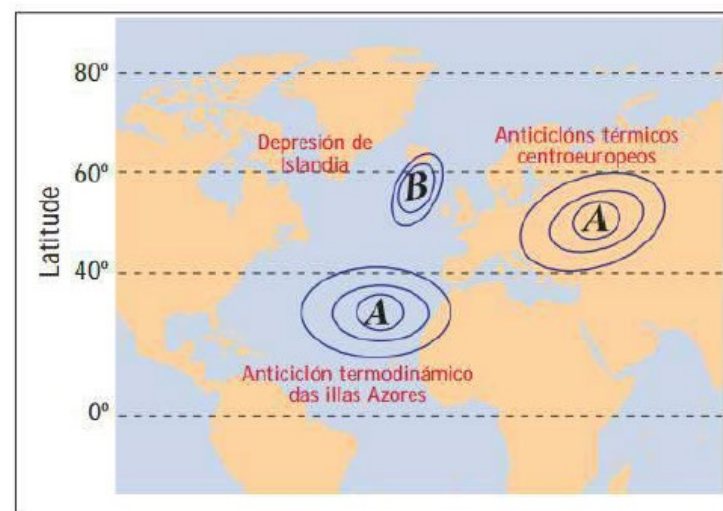 80º
Depresión de
Islandia
Anticiclóns térmicos
centroeuropeos
60º
B
A
Latitude
40º
A
Anticiclón termodinámico
das illas Azores
0º